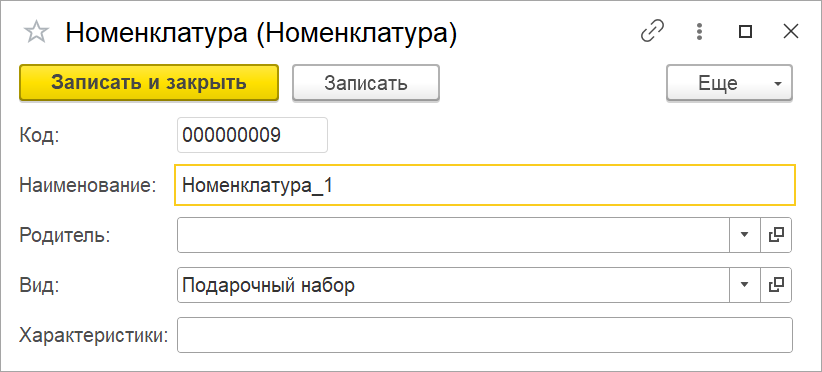 Номенклатура (Номенклатура)
Записать и закрыть Записать Еще
Код: 000000009
Наименование: Номенклатура_1
Родитель:
Вид: Подарочный набор
Характеристики: